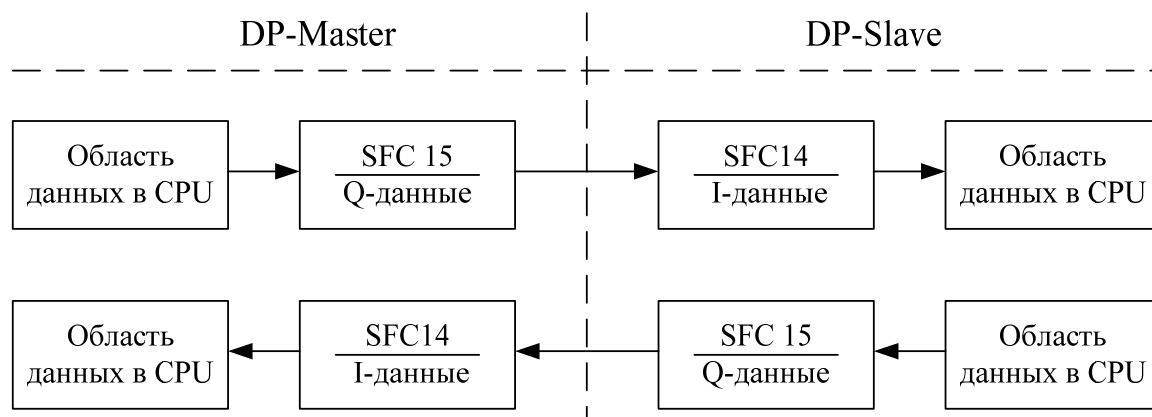 DP-Master
DP-Slave
Область
данных в CPU
SFC 15
Q-данные
SFC14
I-данные
Область
данных в CPU
Область
данных в CPU
SFC14
I-данные
SFC 15
Q-данные
Область
данных в CPU